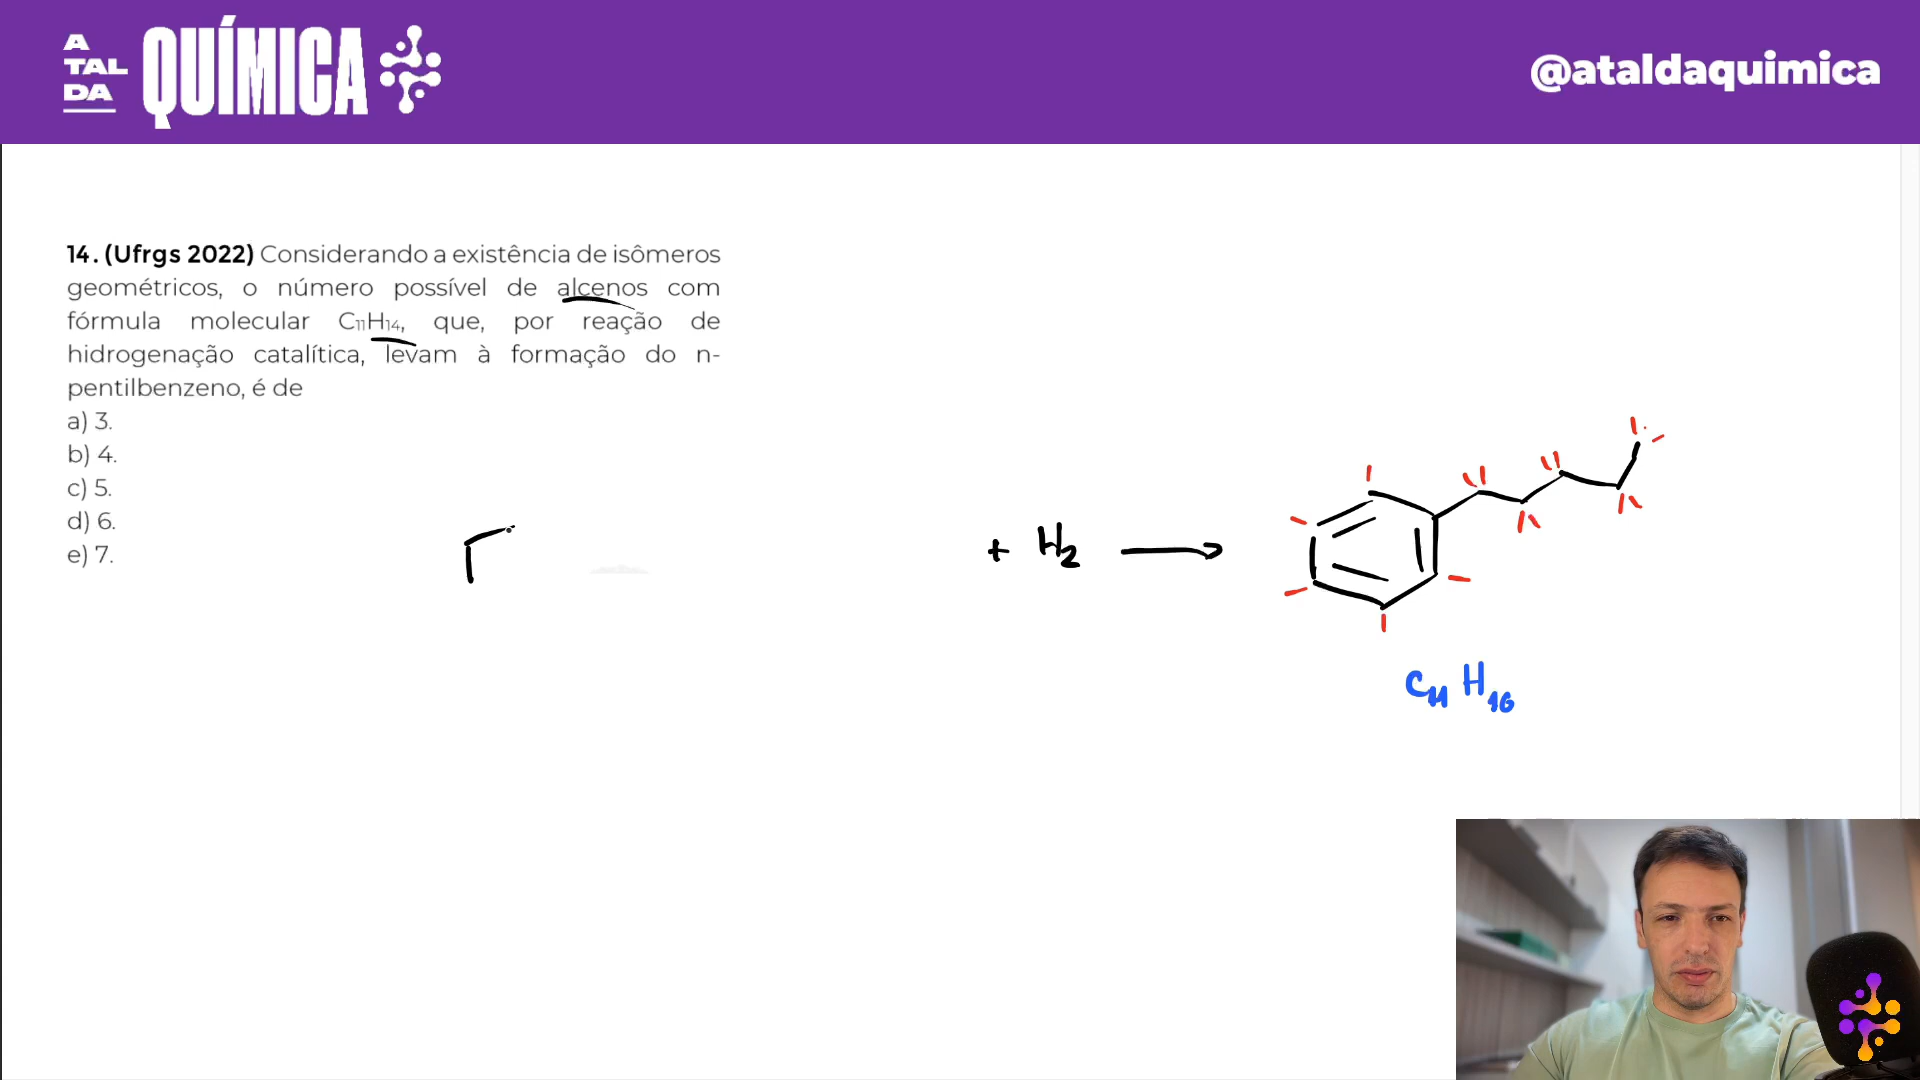 A
TAL
DA
QUÍMICA
@ataldaquimica
14. (Ufrgs 2022) Considerando a existência de isômeros
geométricos, o número possível de alcenos com
fórmula molecular C₁₁H₁₄, que, por reação de
hidrogenação catalítica, levam à formação do n-
pentilbenzeno, é de
a) 3.
b) 4.
c) 5.
d) 6.
e) 7.
+ H₂ →
C₁₁ H₁₆